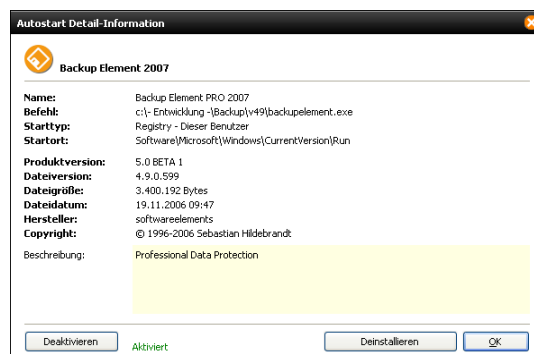 Autostart Detail-Information
Backup Element 2007
Name: Backup Element PRO 2007
Befehl: c:\- Entwicklung -\Backup\v49\backupelement.exe
Starttyp: Registry - Dieser Benutzer
Startort: Software\Microsoft\Windows\CurrentVersion\Run
Produktversion: 5.0 BETA 1
Dateiversion: 4.9.0.599
Dateigröße: 3.400.192 Bytes
Dateidatum: 19.11.2006 09:47
Hersteller: softwareelements
Copyright: © 1996-2006 Sebastian Hildebrandt
Beschreibung: Professional Data Protection
Deaktivieren Aktiviert Deinstallieren OK